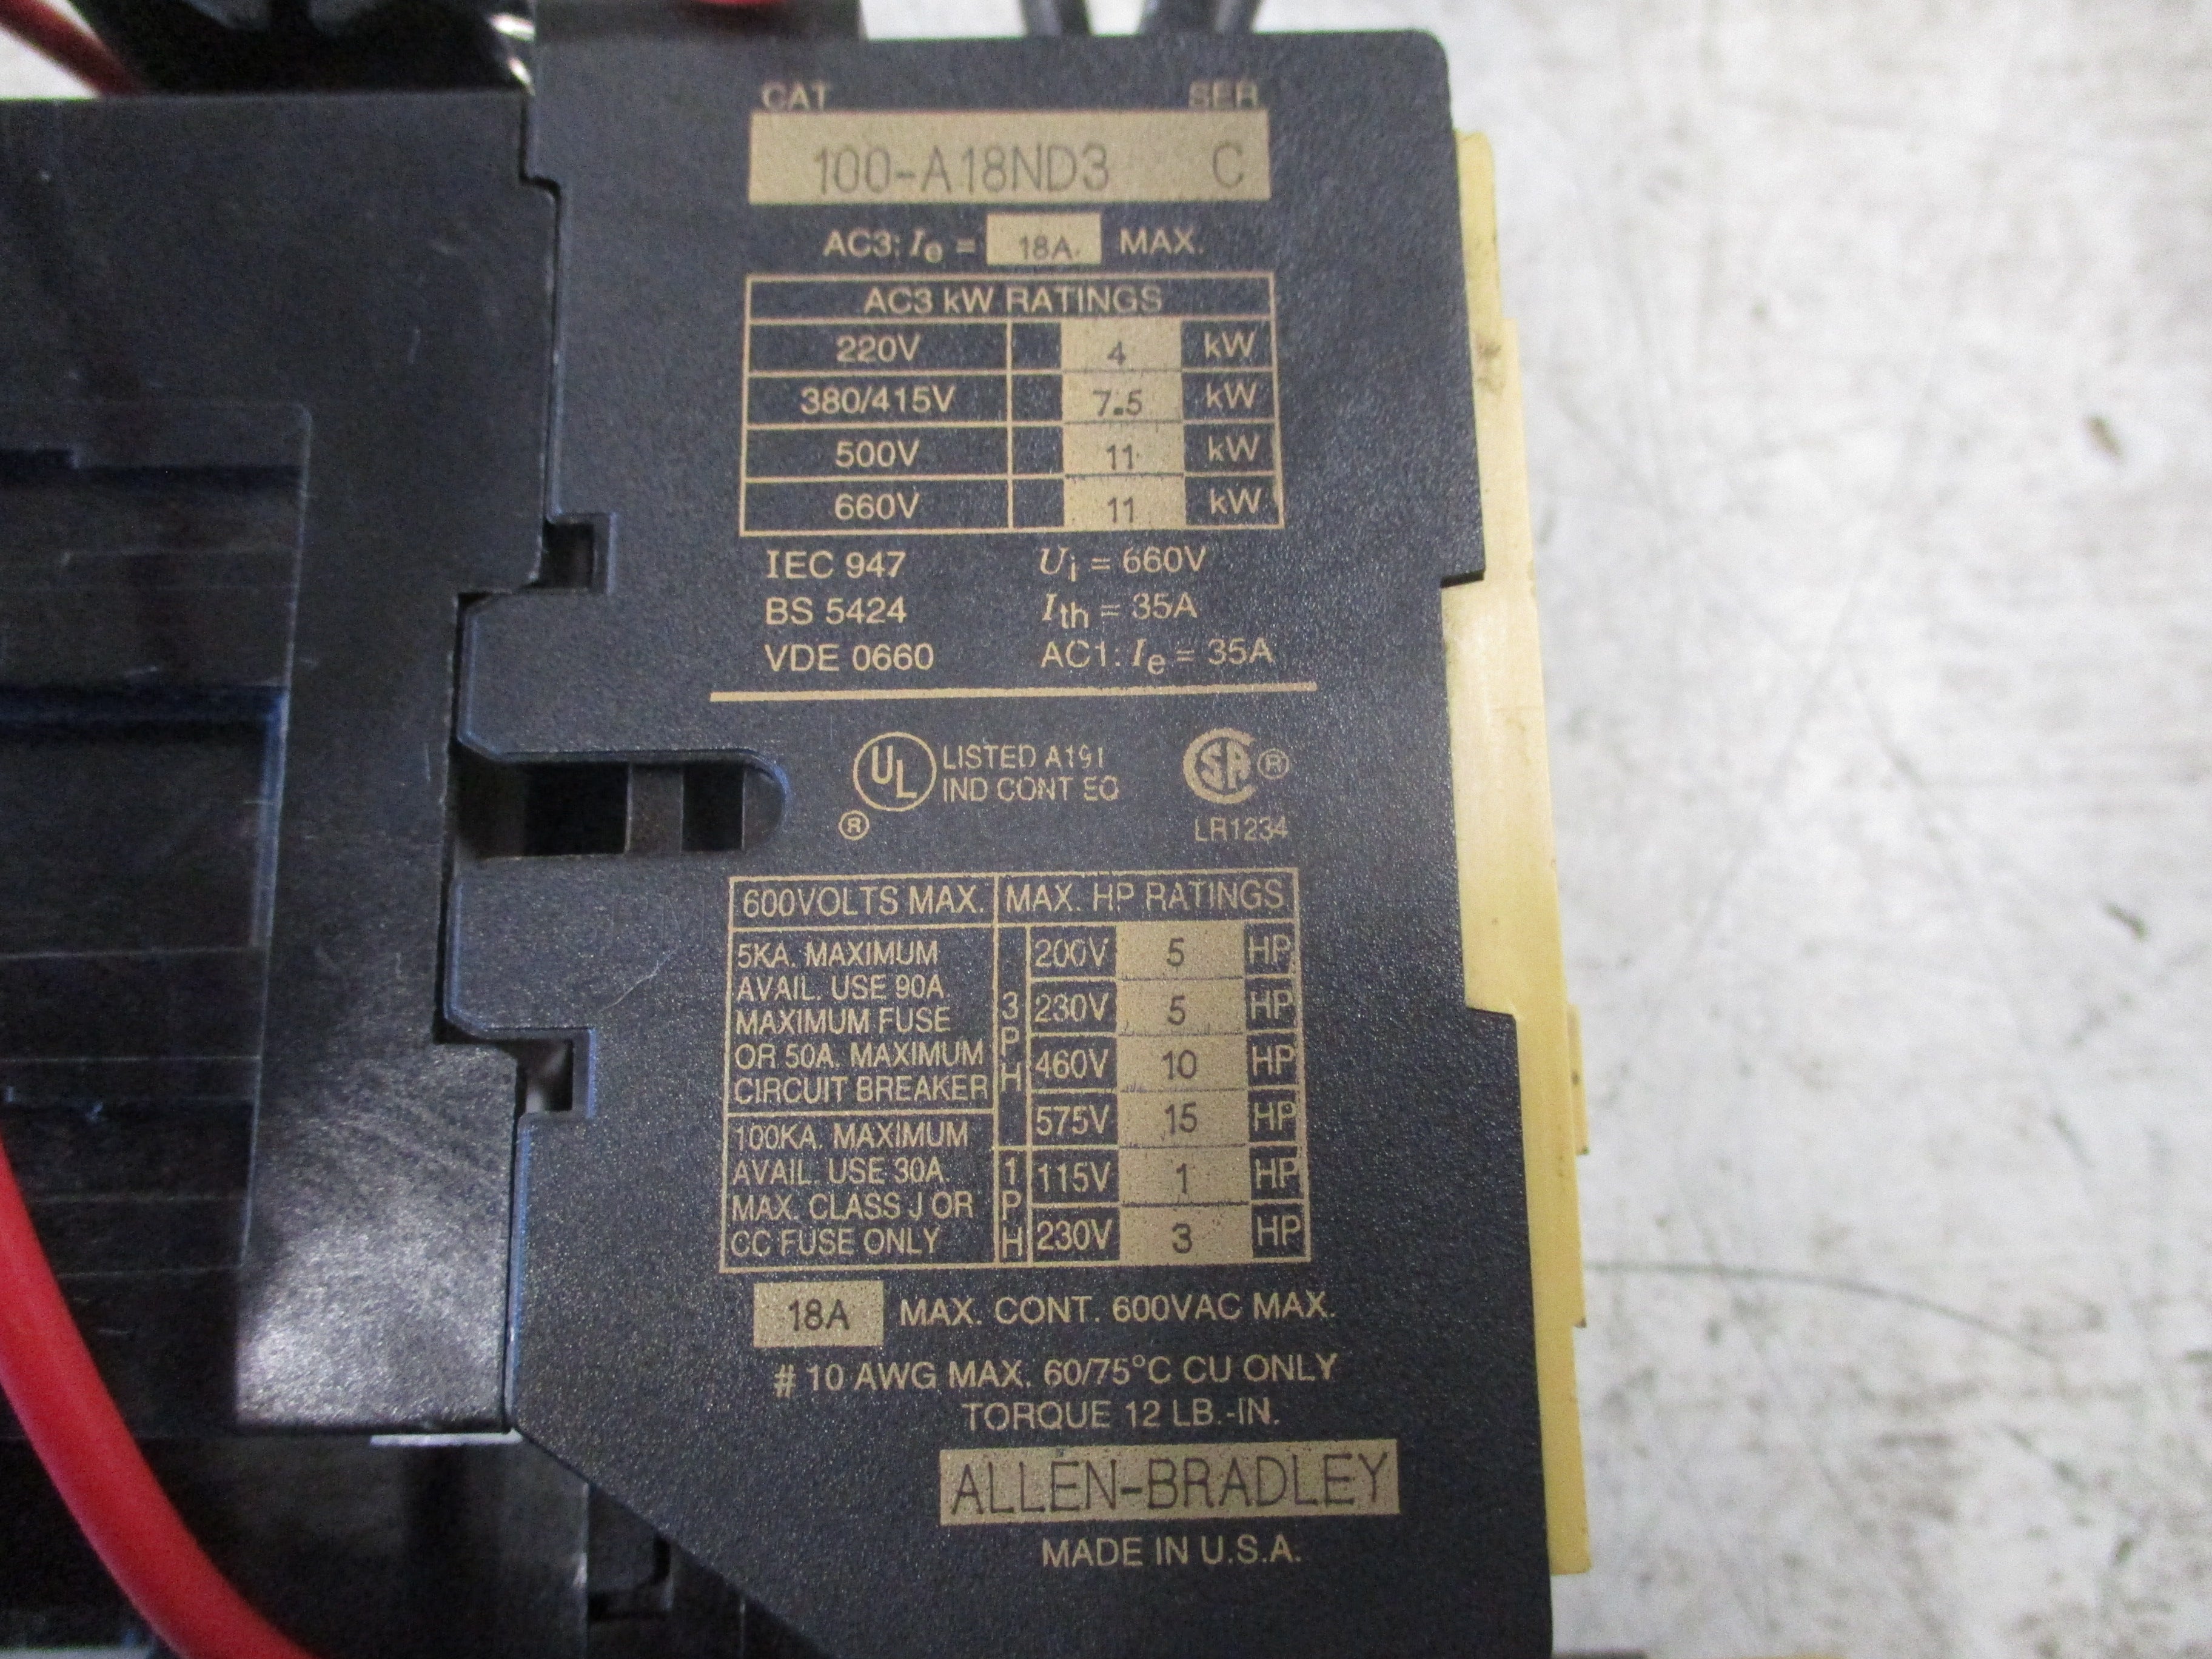 CAT SER
100-A18ND3 C
AC3: Ie = 18A MAX.
AC3 kW RATINGS
220V 4 kW
380/415V 7.5 kW
500V 11 kW
660V 11 kW
IEC 947 Ui = 660V
BS 5424 Ith = 35A
VDE 0660 AC1: Ie = 35A
UL LISTED A191
IND CONT EQ
® SA ®
LR1234
600VOLTS MAX. MAX. HP RATINGS
5KA. MAXIMUM
AVAIL. USE 90A
MAXIMUM FUSE
OR 50A. MAXIMUM
CIRCUIT BREAKER
100KA. MAXIMUM
AVAIL. USE 30A.
MAX. CLASS J OR
CC FUSE ONLY
3PH
200V 5 HP
230V 5 HP
460V 10 HP
575V 15 HP
1PH
115V 1 HP
230V 3 HP
18A MAX. CONT. 600VAC MAX.
# 10 AWG MAX. 60/75°C CU ONLY
TORQUE 12 LB.-IN.
ALLEN-BRADLEY
MADE IN U.S.A.